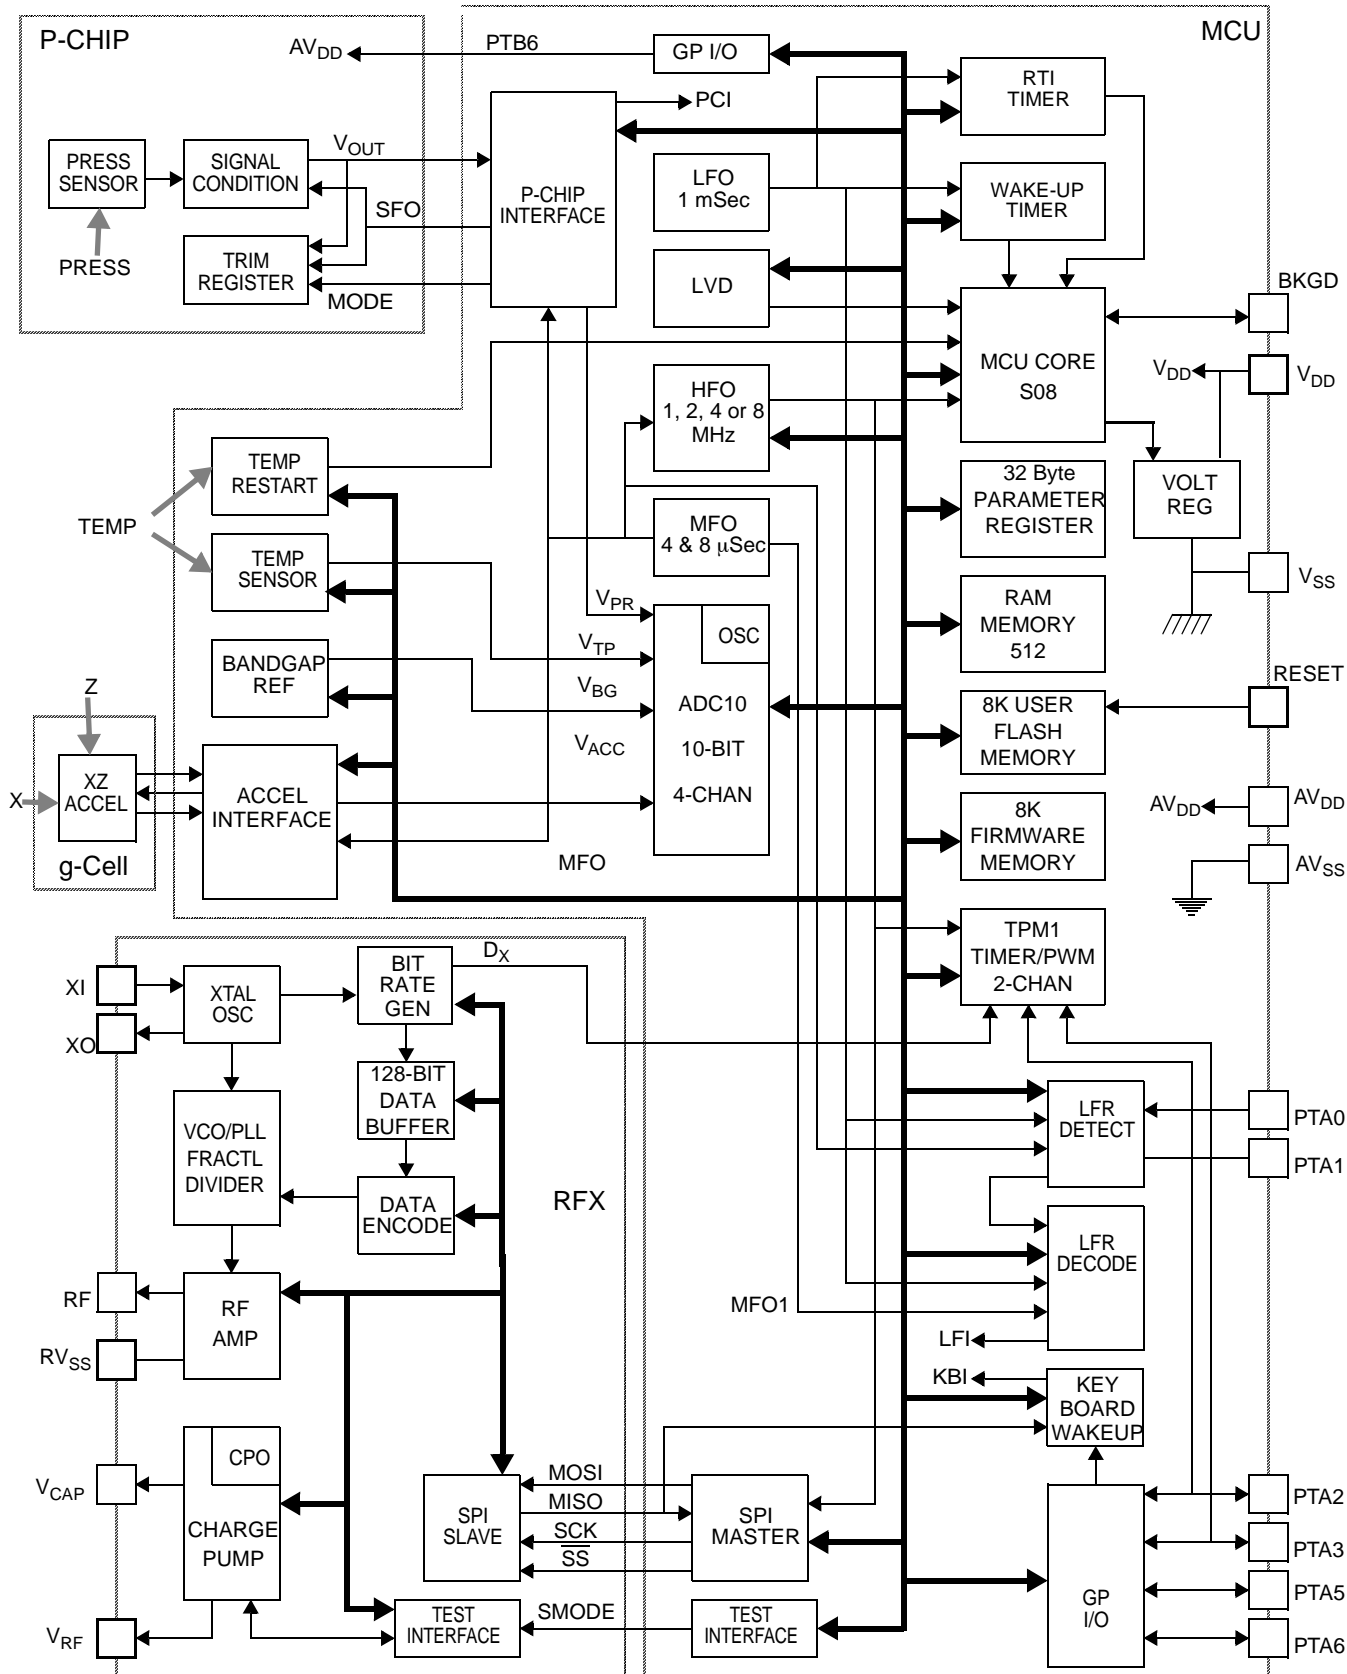 P-CHIP
MCU
AVDD
PTB6
GP I/O
RTI
TIMER
PCI
PRESS
SENSOR
SIGNAL
CONDITION
VOUT
P-CHIP
INTERFACE
LFO
1 mSec
WAKE-UP
TIMER
SFO
PRESS
TRIM
REGISTER
MODE
LVD
BKGD
MCU CORE
S08
VDD
VDD
HFO
1, 2, 4 or 8
MHz
TEMP
RESTART
32 Byte
PARAMETER
REGISTER
VOLT
REG
TEMP
MFO
4 & 8 μSec
TEMP
SENSOR
VSS
VPR
OSC
RAM
MEMORY
512
VTP
BANDGAP
REF
VBG
RESET
Z
ADC10
10-BIT
4-CHAN
8K USER
FLASH
MEMORY
VACC
X
XZ
ACCEL
ACCEL
INTERFACE
AVDD
AVDD
8K
FIRMWARE
MEMORY
g-Cell
MFO
AVSS
DX
TPM1
TIMER/PWM
2-CHAN
XI
XTAL
OSC
BIT
RATE
GEN
XO
128-BIT
DATA
BUFFER
LFR
DETECT
PTA0
VCO/PLL
FRACTL
DIVIDER
PTA1
DATA
ENCODE
RFX
LFR
DECODE
RF
RF
AMP
MFO1
LFI
RVSS
KBI
KEY
BOARD
WAKEUP
CPO
VCAP
CHARGE
PUMP
SPI
SLAVE
MOSI
MISO
SCK
SS
SPI
MASTER
PTA2
PTA3
GP
I/O
PTA5
TEST
INTERFACE
SMODE
TEST
INTERFACE
VRF
PTA6